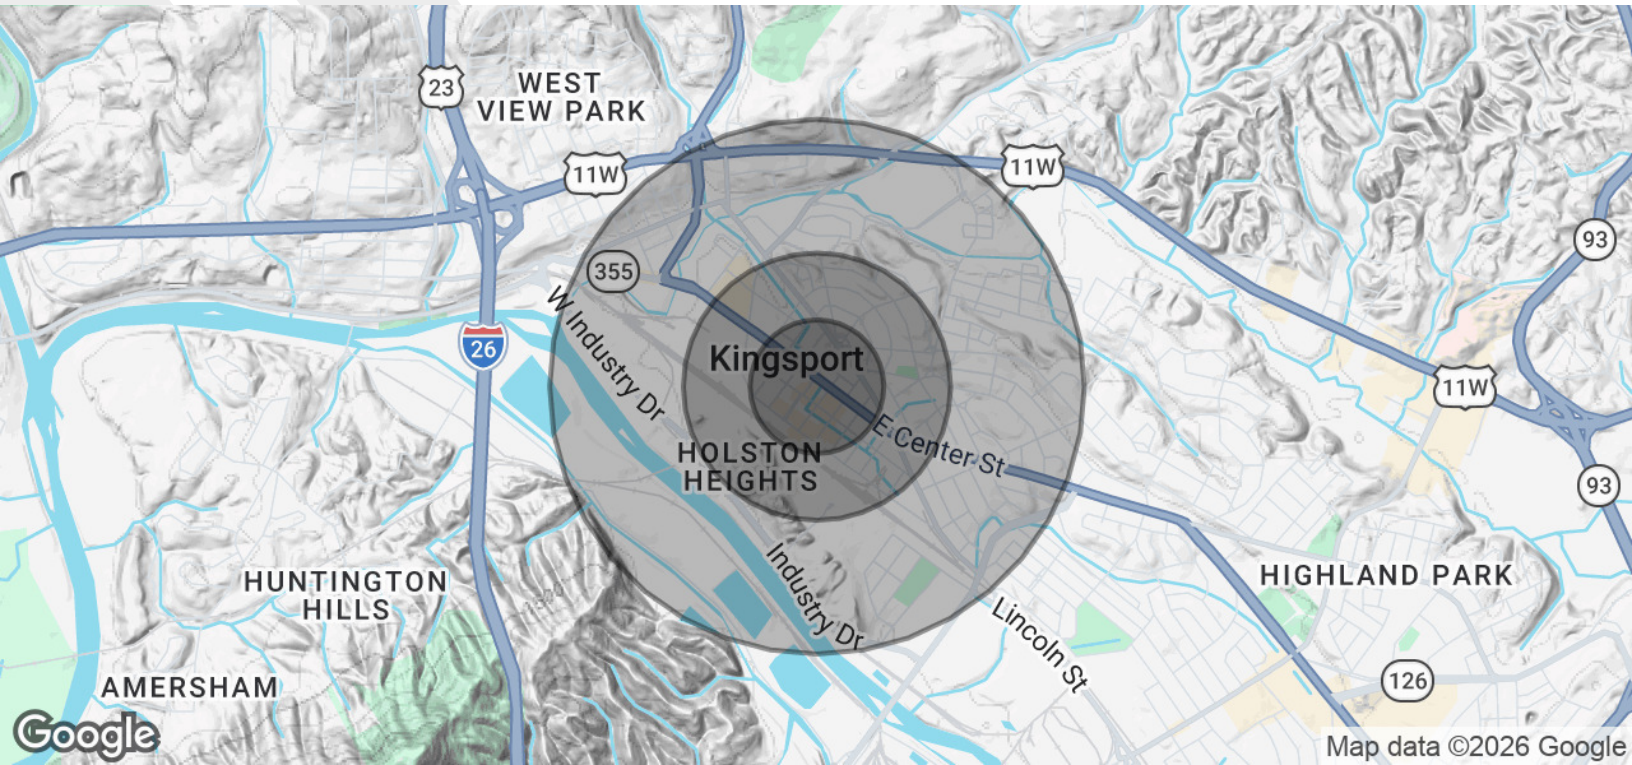 23
WEST
VIEW PARK
11W
11W
93
355
W Industry Dr
26
Kingsport
11W
E Center St
HOLSTON
HEIGHTS
93
Industry Dr
HUNTINGTON
HILLS
HIGHLAND PARK
Lincoln St
AMERSHAM
126
Google
Map data ©2026 Google